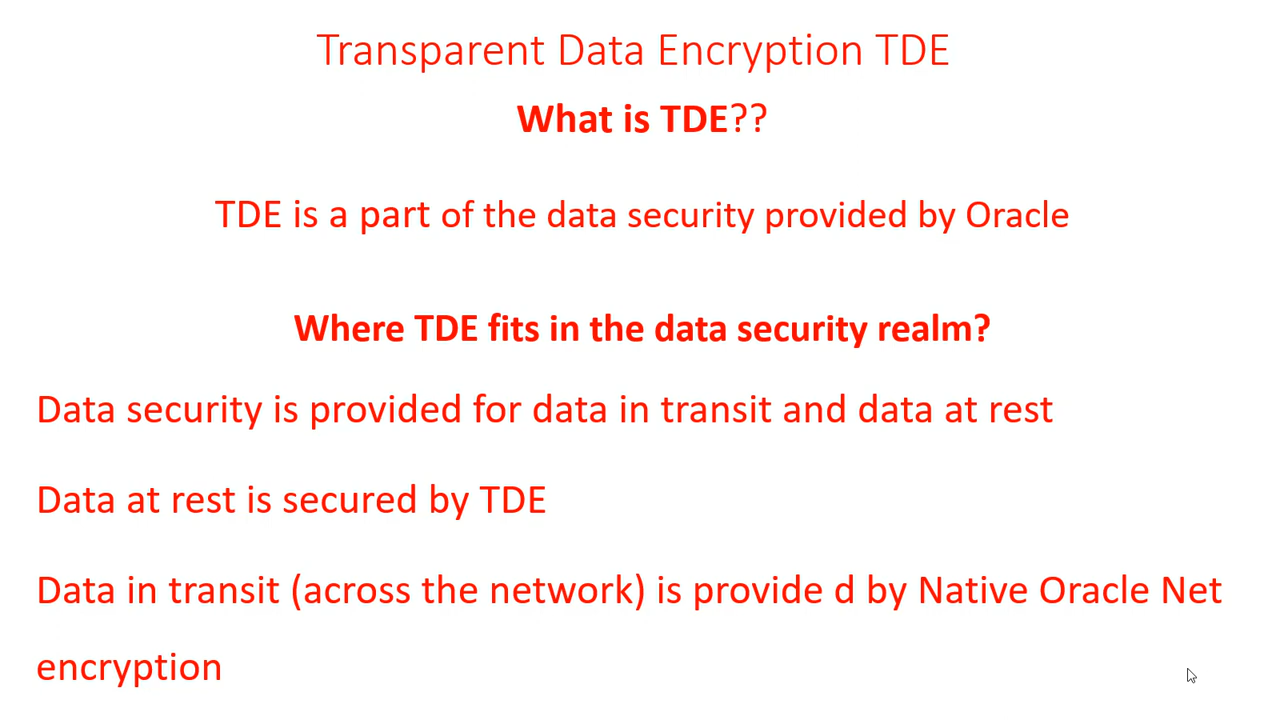 Transparent Data Encryption TDE
What is TDE??
TDE is a part of the data security provided by Oracle
Where TDE fits in the data security realm?
Data security is provided for data in transit and data at rest
Data at rest is secured by TDE
Data in transit (across the network) is provide d by Native Oracle Net
encryption